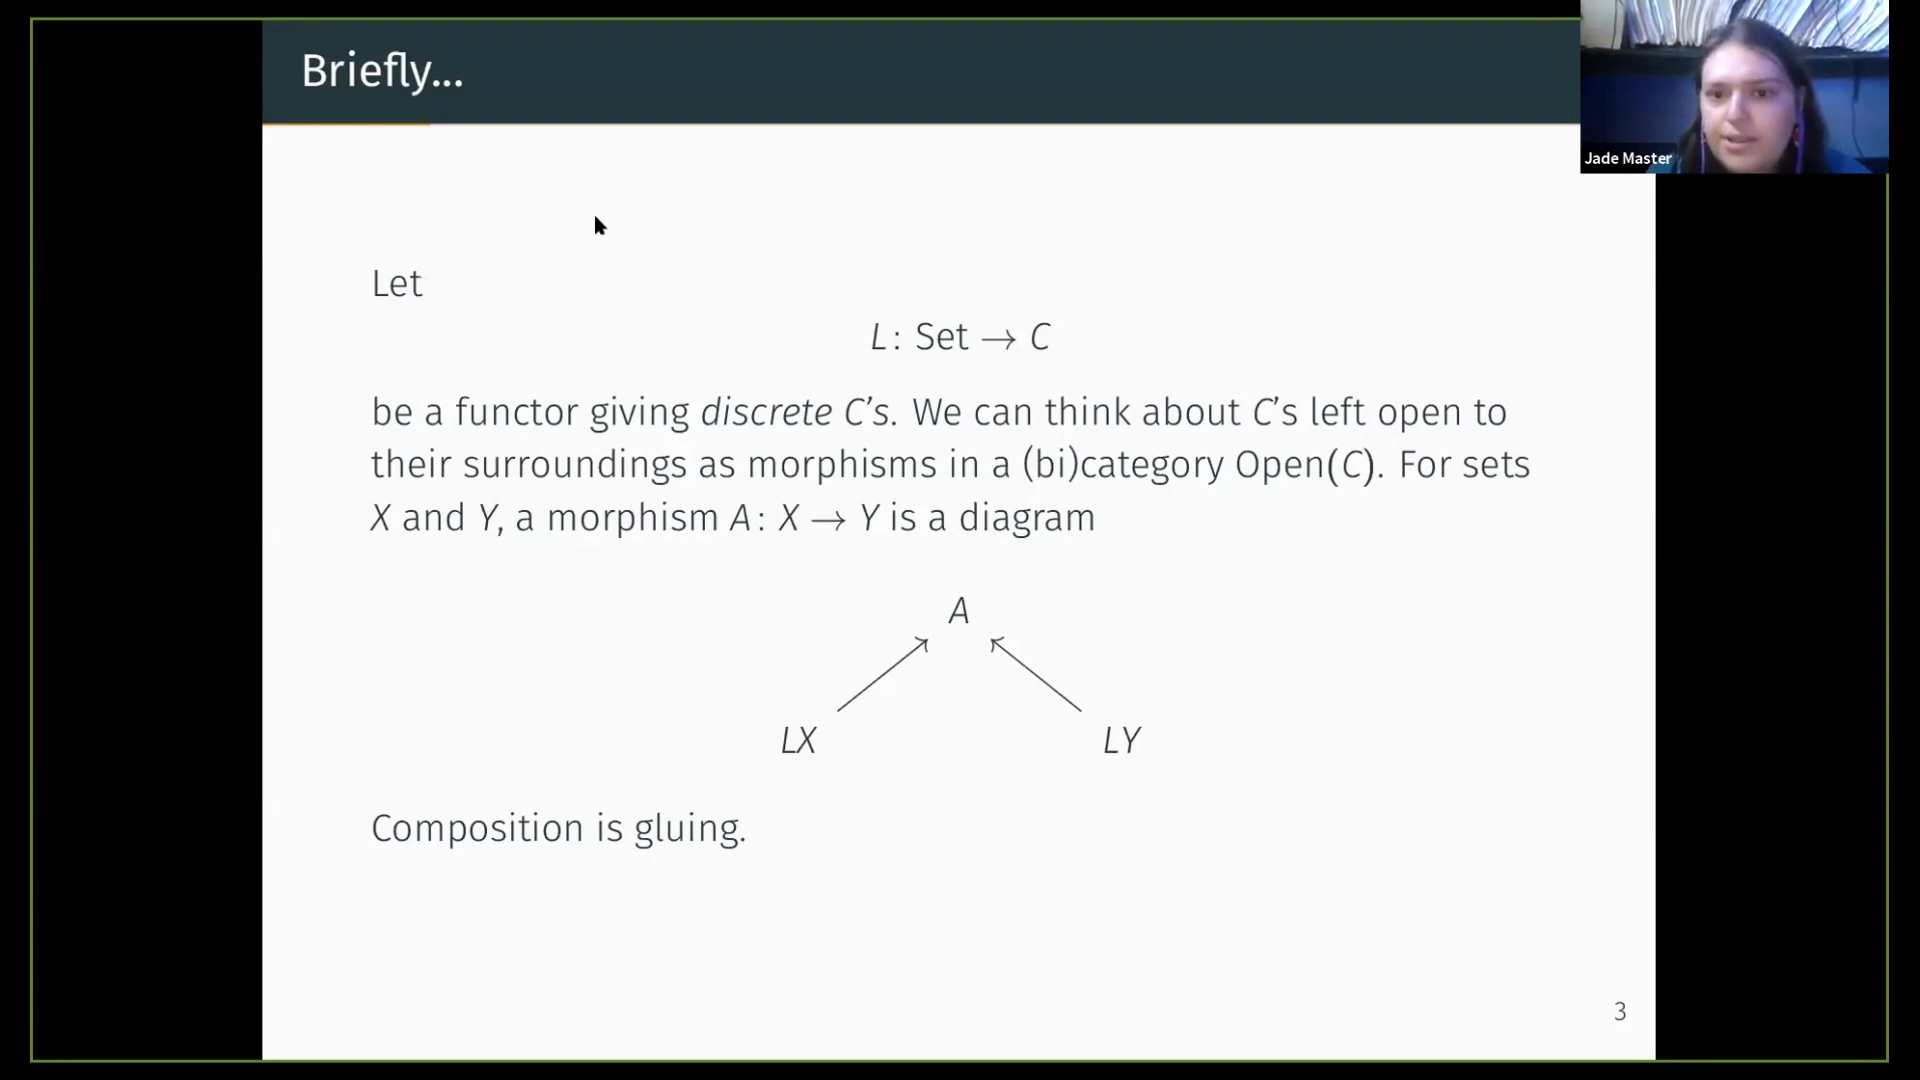 Briefly...
Jade Master
Let
L: Set → C
be a functor giving discrete C’s. We can think about C’s left open to
their surroundings as morphisms in a (bi)category Open(C). For sets
X and Y, a morphism A: X → Y is a diagram
A
LX LY
Composition is gluing.
3